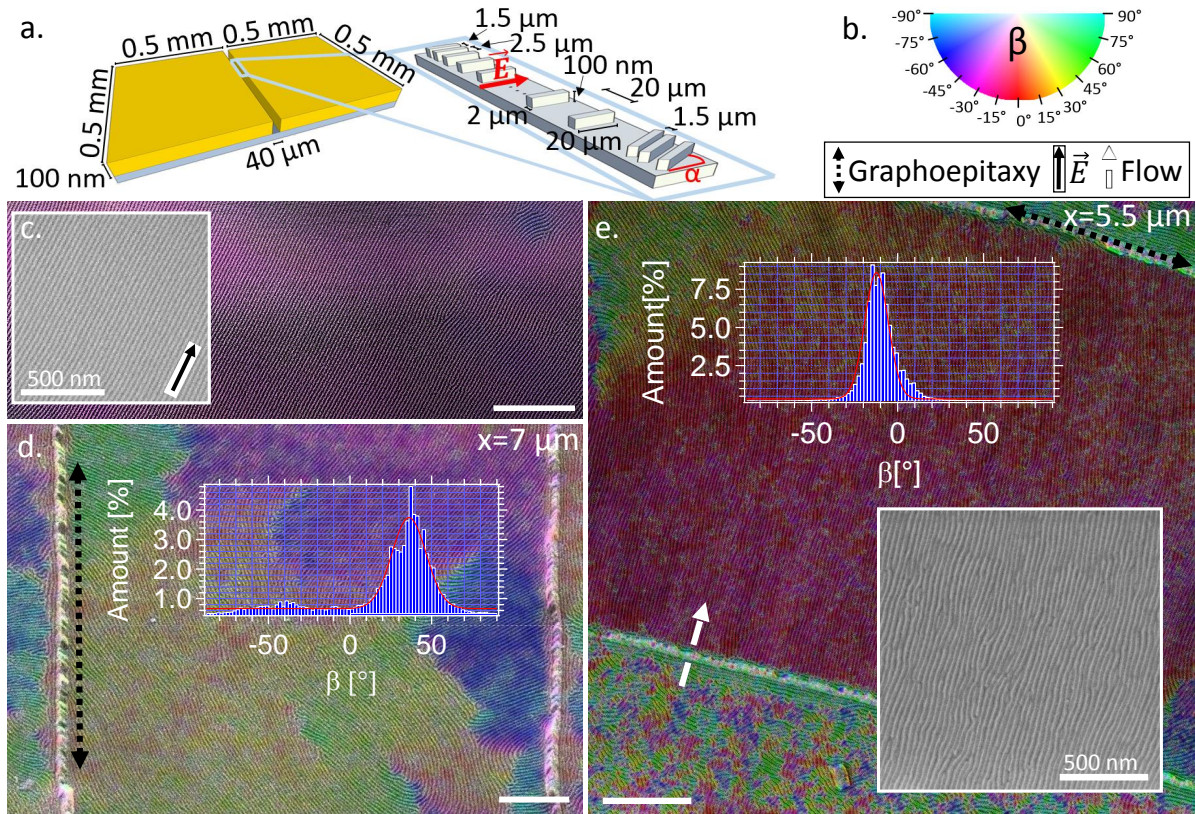 a.
0.5 mm
0.5 mm
0.5 mm
0.5 mm
40 µm
100 nm
1.5 µm
2.5 µm
E
100 nm
20 µm
2 µm
20 µm
1.5 µm
α
b.
-90°
90°
-75°
75°
-60°
60°
-45°
45°
-30°
30°
-15°
0°
15°
β
Graphoepitaxy
E
Flow
c.
500 nm
d.
x=7 µm
Amount [%]
4.0
3.0
2.0
1.0
-50
0
50
β [°]
e.
x=5.5 µm
Amount[%]
7.5
5.0
2.5
-50
0
50
β[°]
500 nm